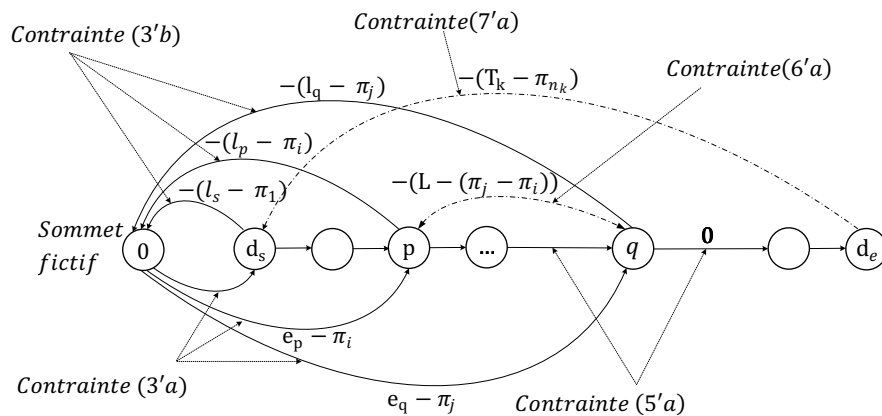 Contrainte (3'b)
Contrainte(7'a)
−(l_q − π_j)
−(T_k − π_{n_k})
Contrainte(6'a)
−(l_p − π_i)
−(l_s − π_1)
−(L − (π_j − π_i))
Sommet
fictif
0
d_s
p
...
q
0
d_e
e_p − π_i
Contrainte (3'a)
e_q − π_j
Contrainte (5'a)